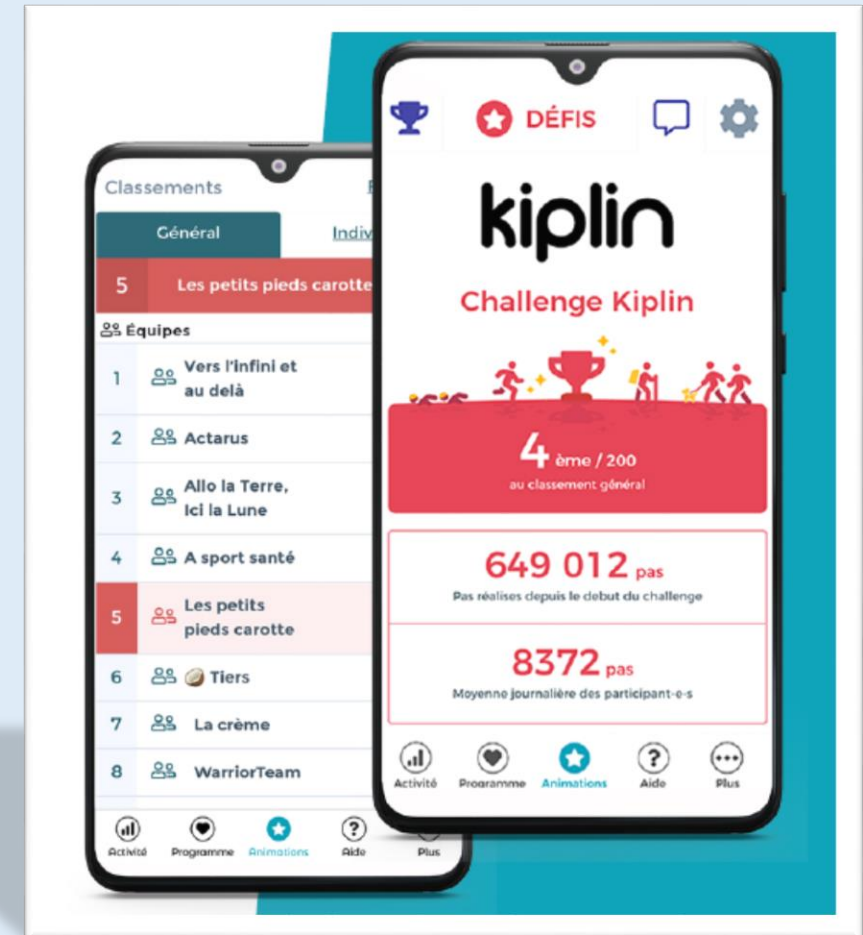 Classements
Général
Indiv
5 Les petits pieds carotte
Équipes
1 Vers l'infini et
au delà
2 Actarus
3 Allo la Terre,
Ici la Lune
4 A sport santé
5 Les petits
pieds carotte
6 Tiers
7 La crème
8 WarriorTeam
Activité Programme Animations Aide Plus
DÉFIS
kiplin
Challenge Kiplin
4 ème / 200
au classement général
649 012 pas
Pas réalises depuis le debut du challenge
8372 pas
Moyenne journalière des participant-e-s
Activité Programme Animations Aide Plus